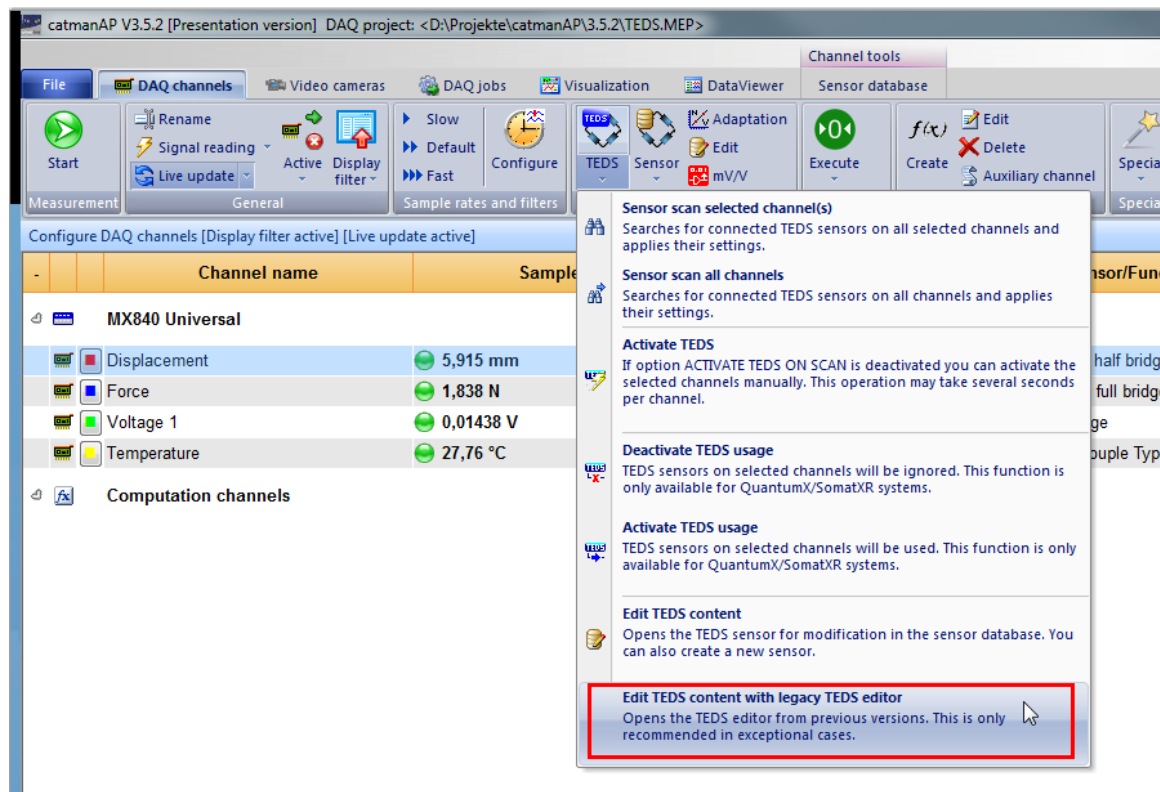 catmanAP V3.5.2 [Presentation version] DAQ project: <D:\Projekte\catmanAP\3.5.2\TEDS.MEP>
Channel tools
File DAQ channels Video cameras DAQ jobs Visualization DataViewer Sensor database
Start
Measurement
Rename
Signal reading
Live update
Active Display filter
General
Slow
Default
Fast
Configure
Sample rates and filters
TEDS
TEDS
Sensor
Adaptation
Edit
mV/V
Execute
f(x)
Create
Edit
Delete
Auxiliary channel
Configure DAQ channels [Display filter active] [Live update active]
- Channel name
MX840 Universal
Displacement 5,915 mm half
Force 1,838 N full
Voltage 1 0,01438 V
Temperature 27,76 °C
fx Computation channels
Sensor scan selected channel(s)
Searches for connected TEDS sensors on all selected channels and
applies their settings.
Sensor scan all channels
Searches for connected TEDS sensors on all channels and applies
their settings.
Activate TEDS
If option ACTIVATE TEDS ON SCAN is deactivated you can activate the
selected channels manually. This operation may take several seconds
per channel.
Deactivate TEDS usage
TEDS sensors on selected channels will be ignored. This function is
only available for QuantumX/SomatXR systems.
Activate TEDS usage
TEDS sensors on selected channels will be used. This function is only
available for QuantumX/SomatXR systems.
Edit TEDS content
Opens the TEDS sensor for modification in the sensor database. You
can also create a new sensor.
Edit TEDS content with legacy TEDS editor
Opens the TEDS editor from previous versions. This is only
recommended in exceptional cases.